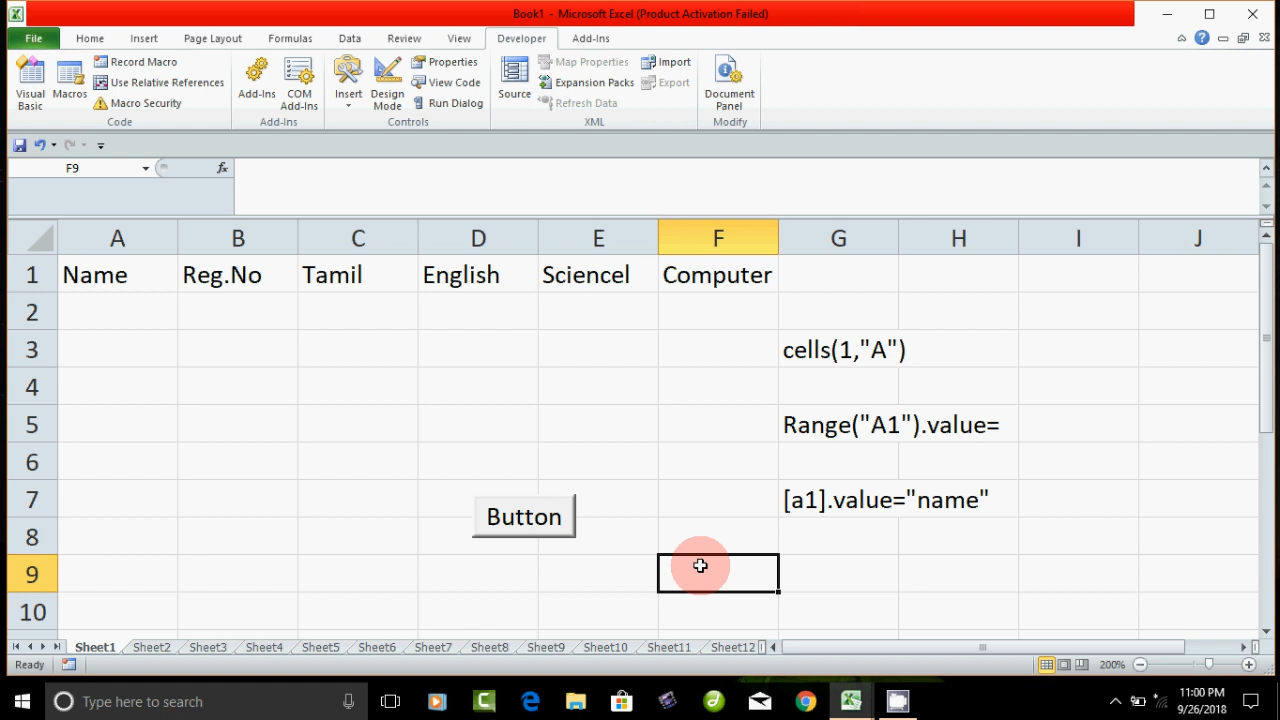 Book1 - Microsoft Excel (Product Activation Failed)
File Home Insert Page Layout Formulas Data Review View Developer Add-Ins
Visual Basic
Macros
Record Macro
Use Relative References
Macro Security
Code
Add-Ins
COM Add-Ins
Add-Ins
Insert
Design Mode
Properties
View Code
Run Dialog
Controls
Source
Map Properties
Expansion Packs
Refresh Data
Import
Export
XML
Document Panel
Modify
F9 fx
A B C D E F G H I J
1 Name Reg.No Tamil English Sciencel Computer
2
3 cells(1,"A")
4
5 Range("A1").value=
6
7 [a1].value="name"
Button
8
9
10
Sheet1 Sheet2 Sheet3 Sheet4 Sheet5 Sheet6 Sheet7 Sheet8 Sheet9 Sheet10 Sheet11 Sheet12
Ready 200%
Type here to search
11:00 PM
9/26/2018